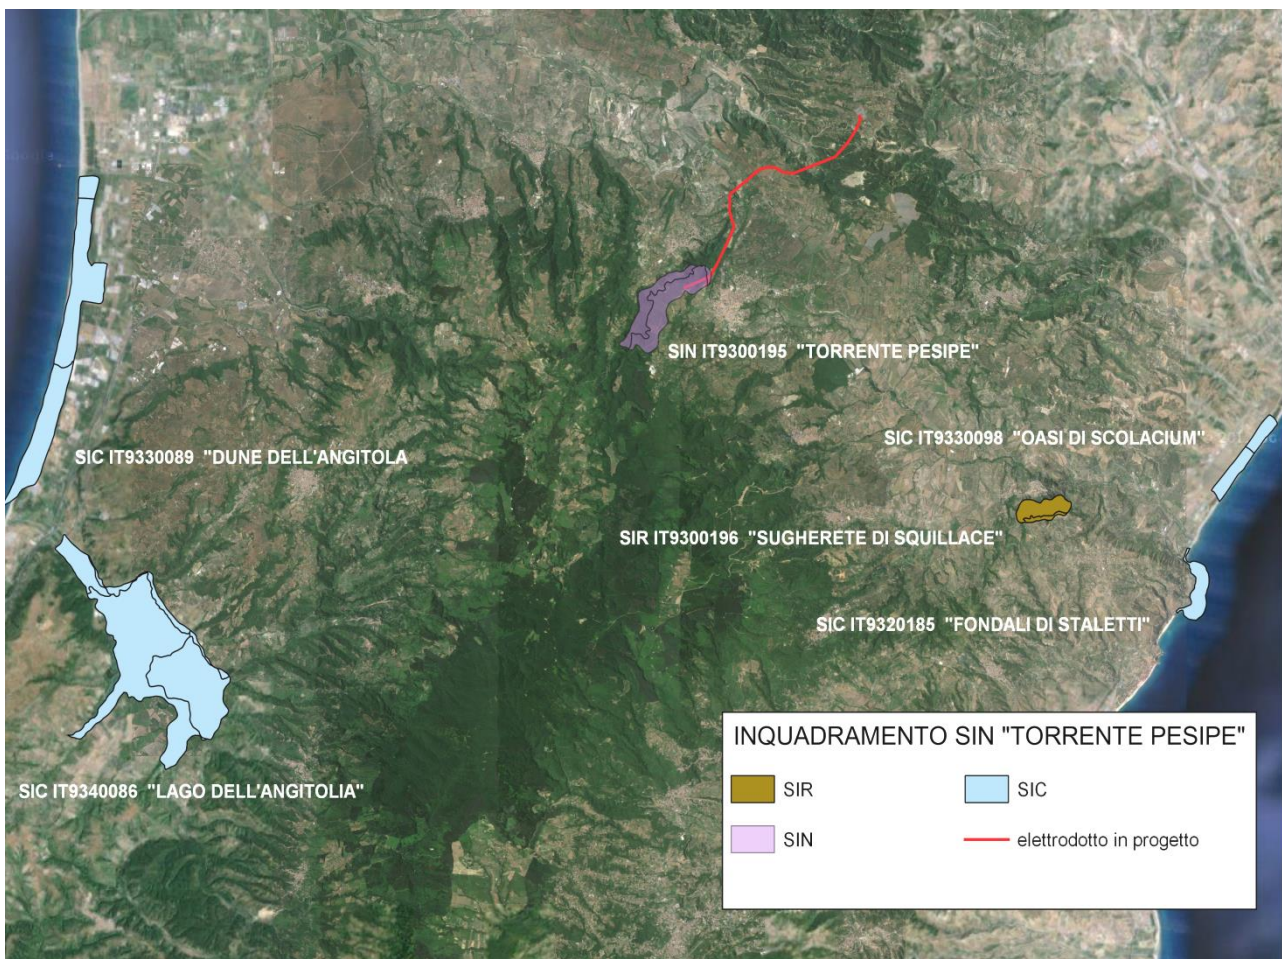 SIN IT9300195 "TORRENTE PESIPE"
SIC IT9330098 "OASI DI SCOLACIUM"
SIC IT9330089 "DUNE DELL'ANGITOLA
SIR IT9300196 "SUGHERETE DI SQUILLACE"
SIC IT9320185 "FONDALI DI STALETTI"
SIC IT9340086 "LAGO DELL'ANGITOLIA"
INQUADRAMENTO SIN "TORRENTE PESIPE"
SIR
SIC
SIN
elettrodotto in progetto